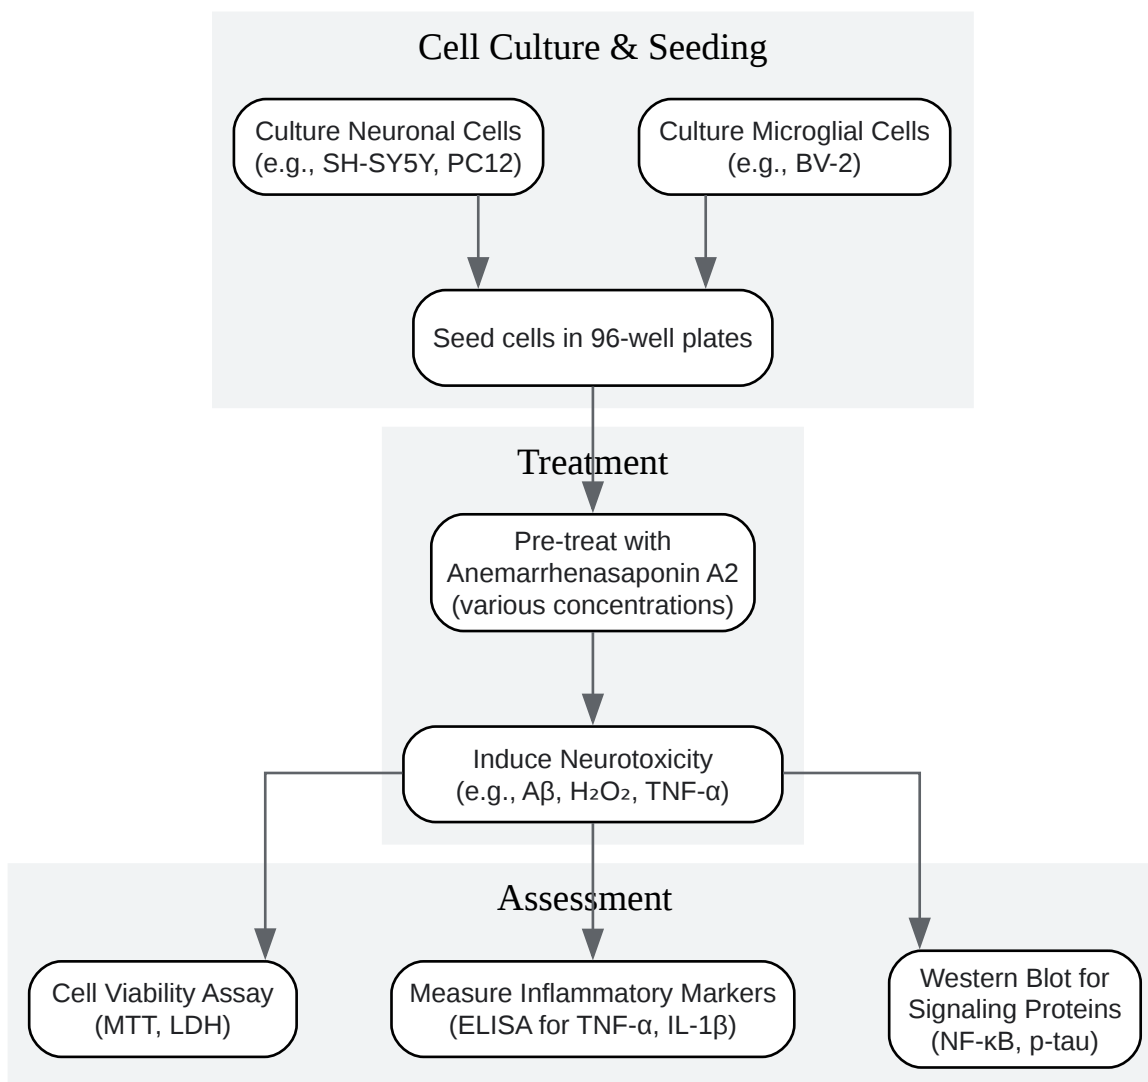 Cell Culture & Seeding
Culture Neuronal Cells
(e.g., SH-SY5Y, PC12)
Culture Microglial Cells
(e.g., BV-2)
Seed cells in 96-well plates
Treatment
Pre-treat with
Anemarrhenasaponin A2
(various concentrations)
Induce Neurotoxicity
(e.g., Aβ, H₂O₂, TNF-α)
Assessment
Cell Viability Assay
(MTT, LDH)
Measure Inflammatory Markers
(ELISA for TNF-α, IL-1β)
Western Blot for
Signaling Proteins
(NF-κB, p-tau)